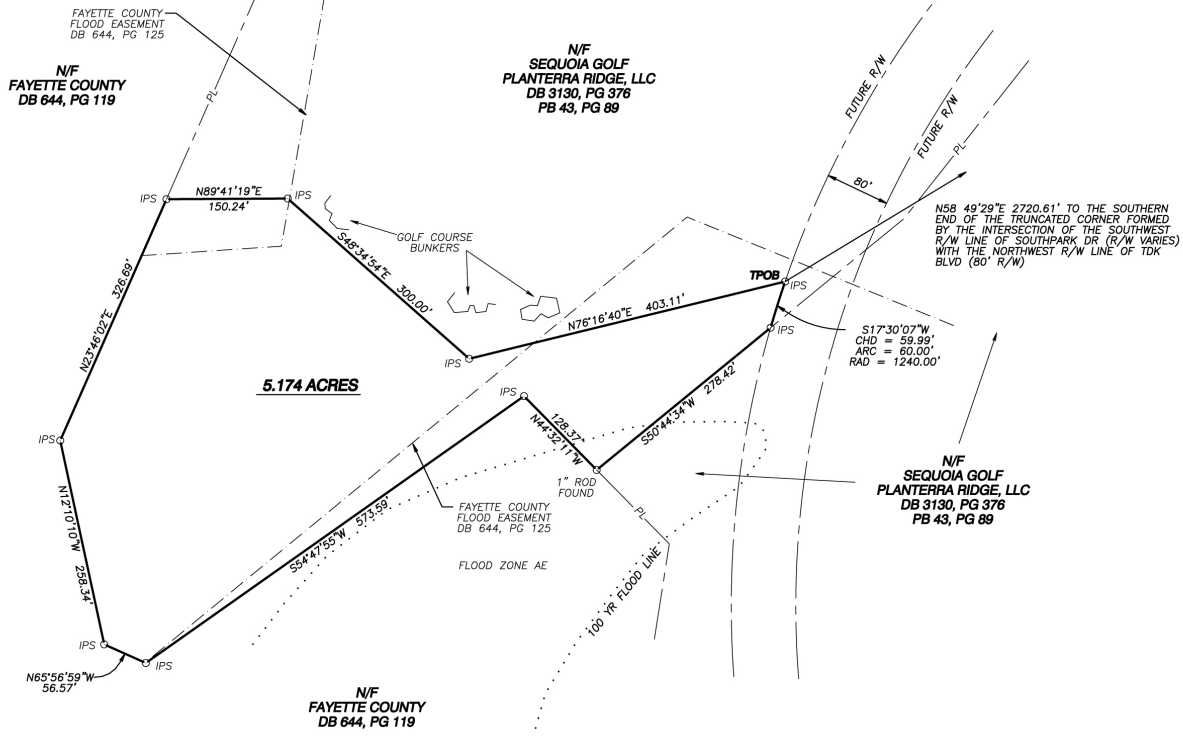 FAYETTE COUNTY
FLOOD EASEMENT
DB 644, PG 125
N/F
FAYETTE COUNTY
DB 644, PG 119
PL
N/F
SEQUOIA GOLF
PLANTERRA RIDGE, LLC
DB 3130, PG 376
PB 43, PG 89
FUTURE R/W
FUTURE R/W
PL
80'
N58 49'29"E 2720.61' TO THE SOUTHERN
END OF THE TRUNCATED CORNER FORMED
BY THE INTERSECTION OF THE SOUTHWEST
R/W LINE OF SOUTHPARK DR (R/W VARIES)
WITH THE NORTHWEST R/W LINE OF TDK
BLVD (80' R/W)
IPS
N89°41'19"E
150.24'
IPS
GOLF COURSE
BUNKERS
S48°34'54"E
300.00'
N23°46'02"E 326.69'
TPOB
IPS
N76°16'40"E 403.11'
IPS
S17°30'07"W
CHD = 59.99'
ARC = 60.00'
RAD = 1240.00'
IPS
5.174 ACRES
IPS
S50°44'34"W 278.42'
128.37'
N44°32'11"W
IPS
1" ROD
FOUND
PL
N/F
SEQUOIA GOLF
PLANTERRA RIDGE, LLC
DB 3130, PG 376
PB 43, PG 89
N12°10'10"W 258.34'
S54°47'55"W 573.59'
FAYETTE COUNTY
FLOOD EASEMENT
DB 644, PG 125
FLOOD ZONE AE
100 YR FLOOD LINE
IPS
IPS
N65°56'59"W
56.57'
N/F
FAYETTE COUNTY
DB 644, PG 119